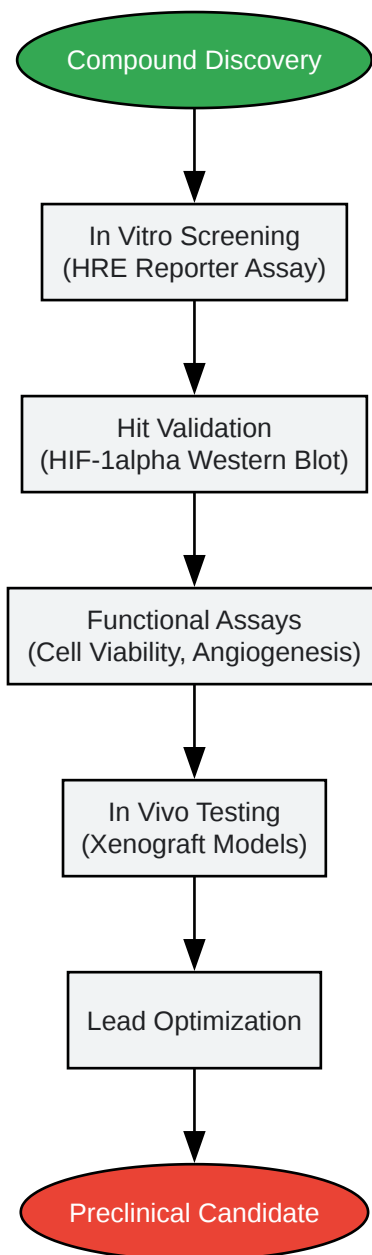 Compound Discovery
In Vitro Screening
(HRE Reporter Assay)
Hit Validation
(HIF-1alpha Western Blot)
Functional Assays
(Cell Viability, Angiogenesis)
In Vivo Testing
(Xenograft Models)
Lead Optimization
Preclinical Candidate